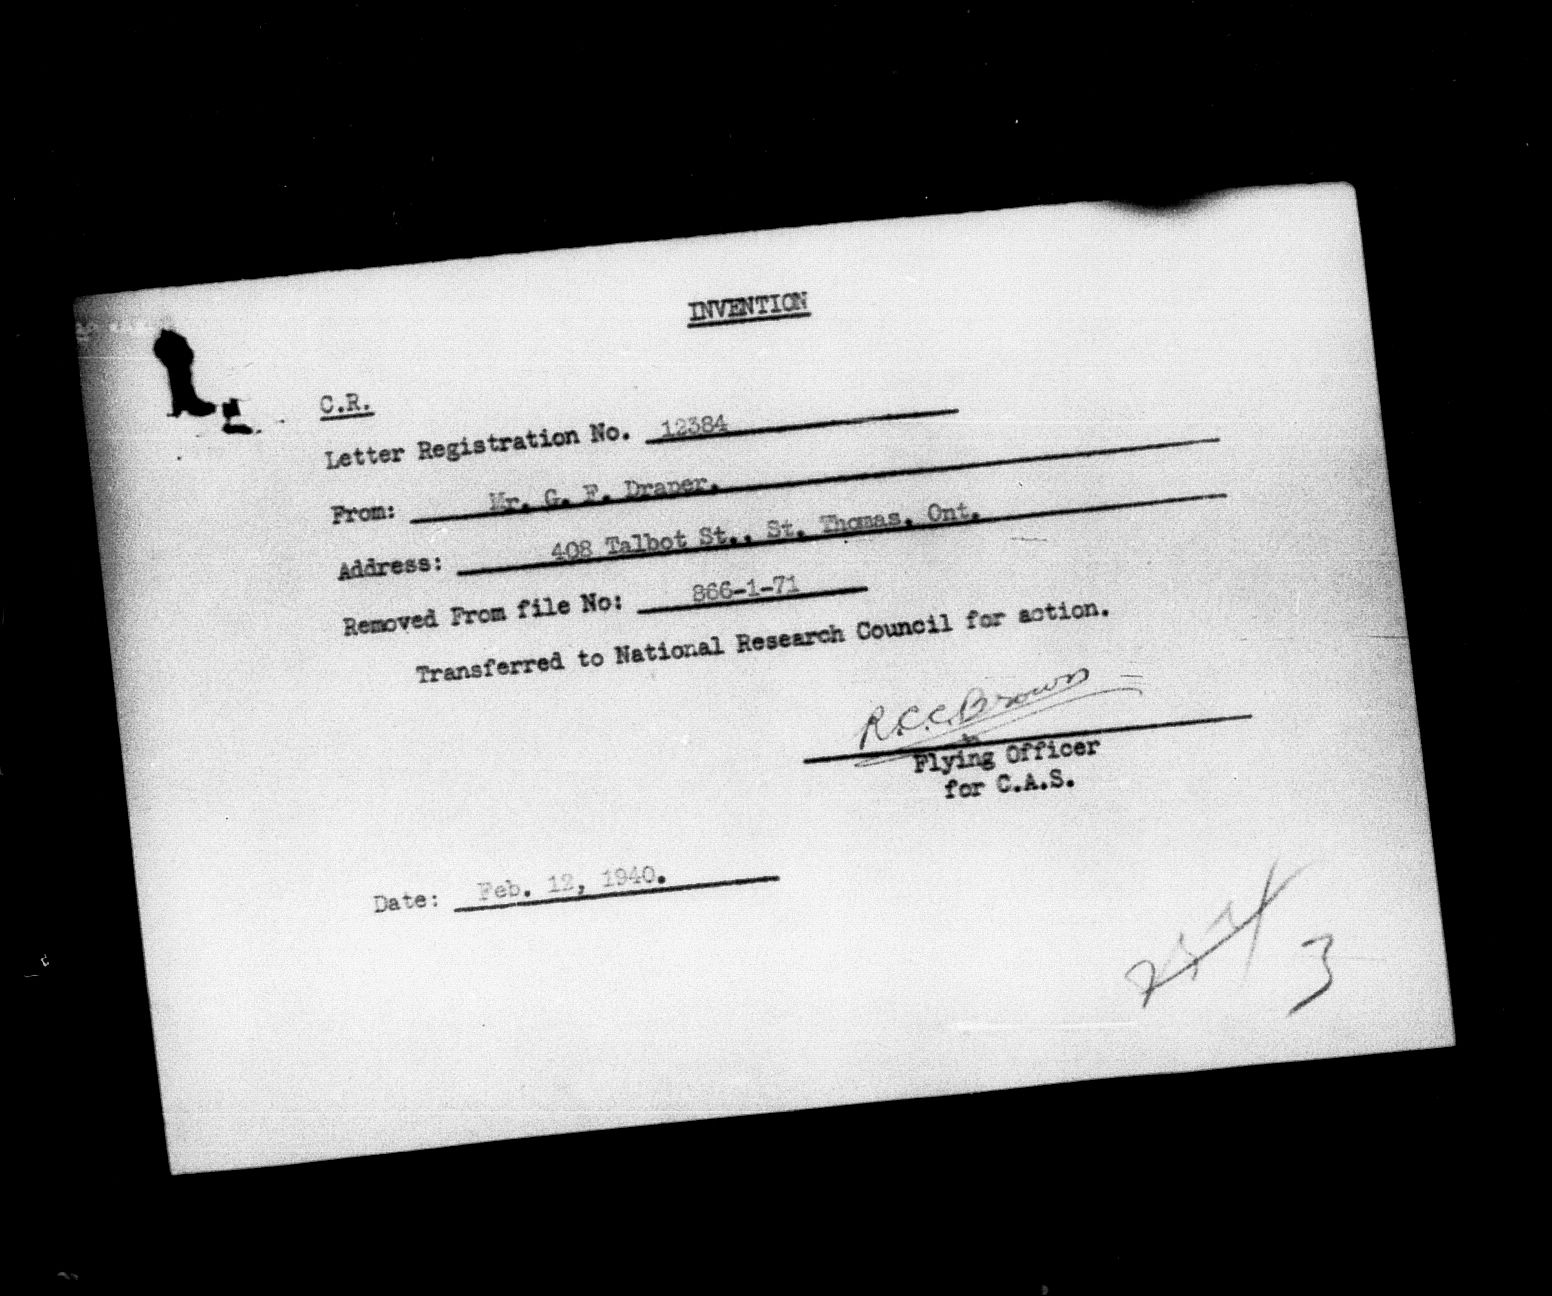 INVENTION
C.R.
Letter Registration No. 12384
From: Mr. G. F. Draper.
Address: 408 Talbot St., St. Thomas, Ont.
Removed From file No: 866-1-71
Transferred to National Research Council for action.
R.C.C. Brown
Flying Officer
for C.A.S.
Date: Feb. 12, 1940.
3